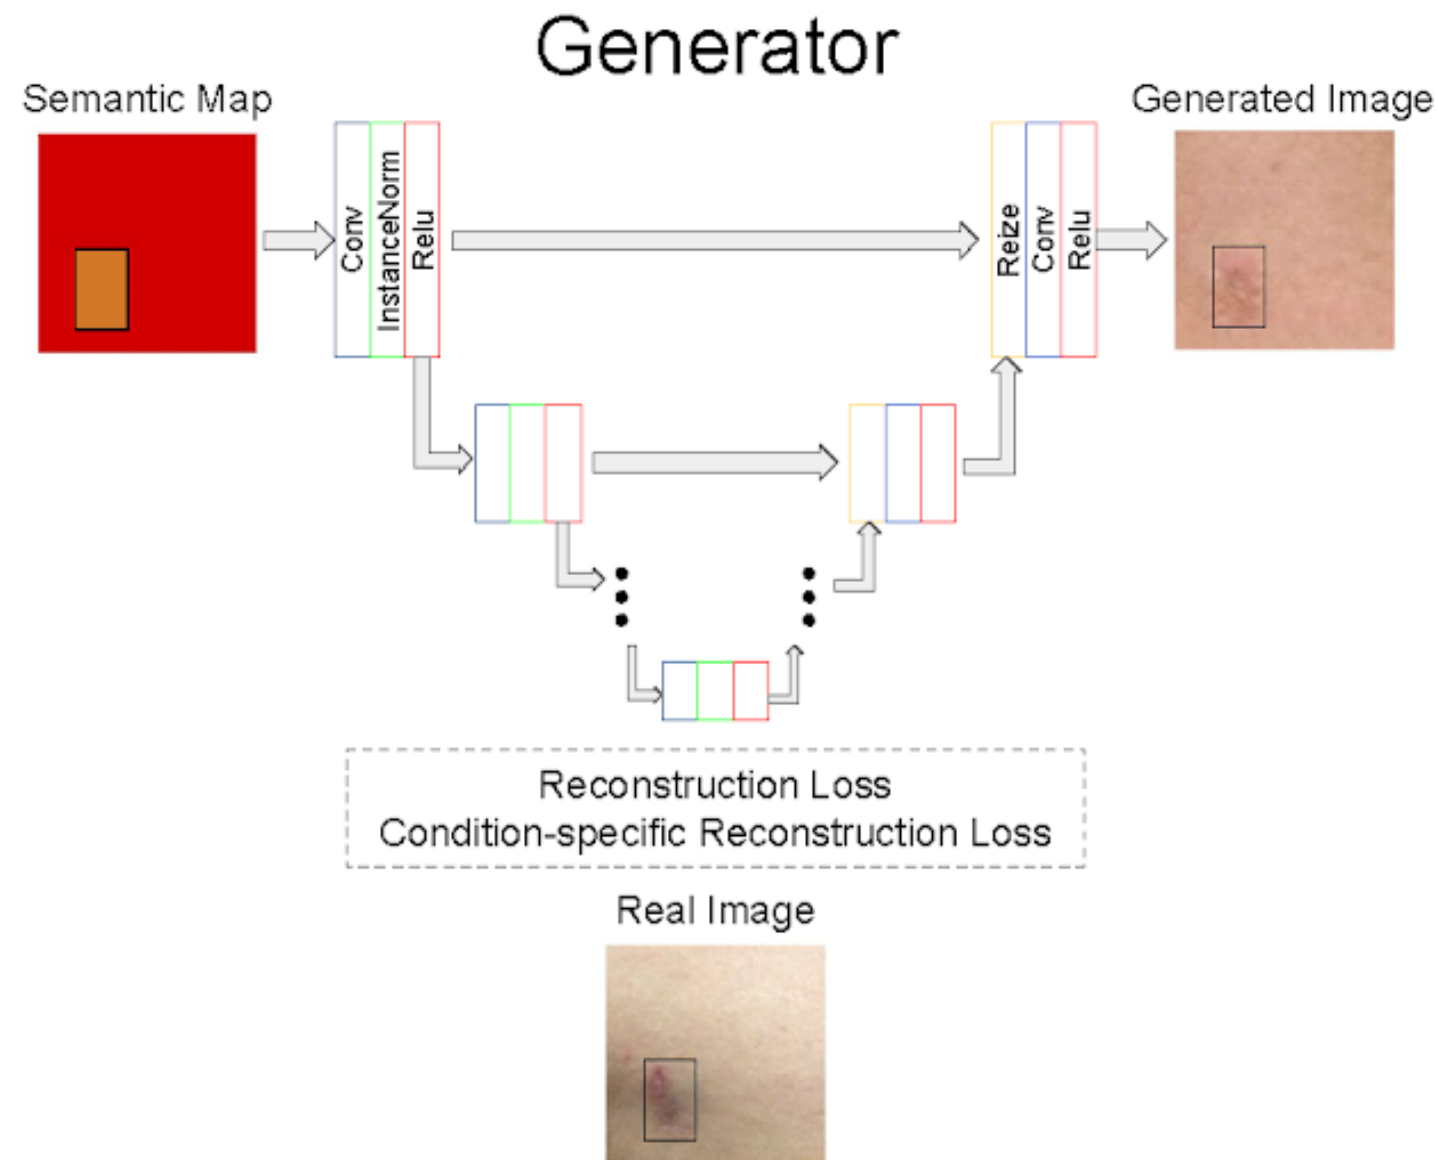 Generator
Semantic Map
Generated Image
Conv
InstanceNorm
Relu
Reize
Conv
Relu
Reconstruction Loss
Condition-specific Reconstruction Loss
Real Image